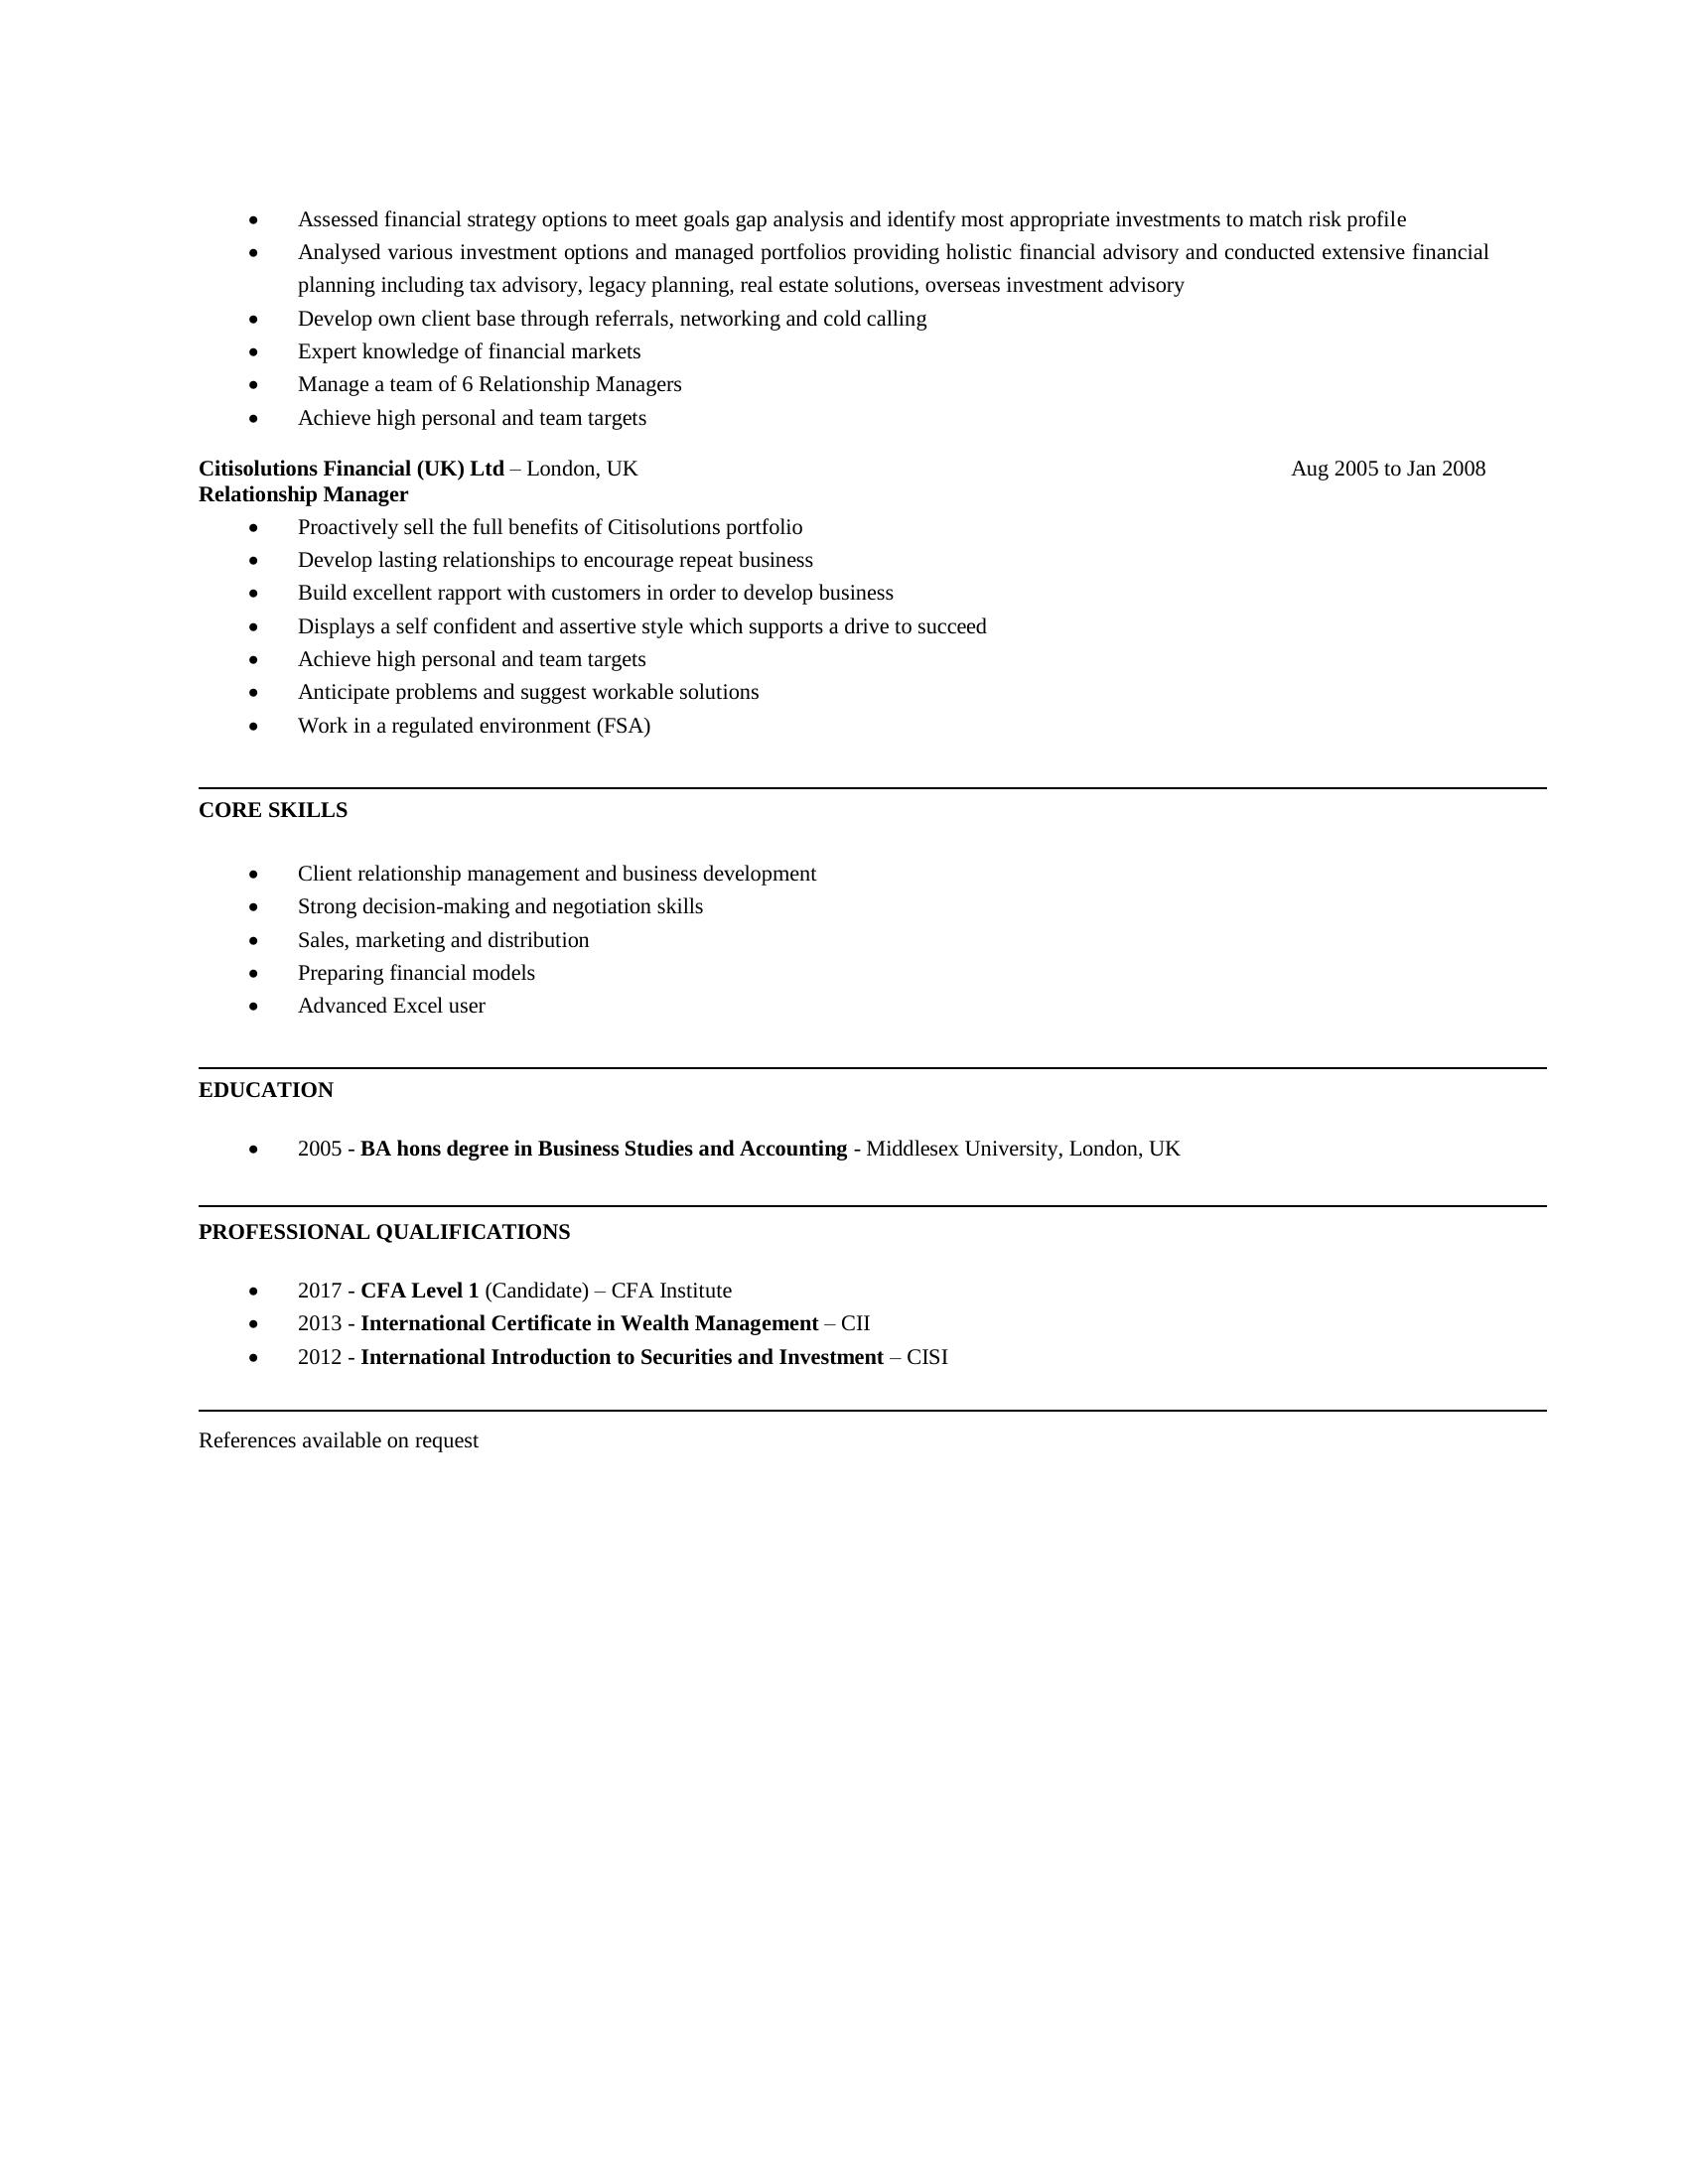 • Assessed financial strategy options to meet goals gap analysis and identify most appropriate investments to match risk profile
• Analysed various investment options and managed portfolios providing holistic financial advisory and conducted extensive financial
planning including tax advisory, legacy planning, real estate solutions, overseas investment advisory
• Develop own client base through referrals, networking and cold calling
• Expert knowledge of financial markets
• Manage a team of 6 Relationship Managers
• Achieve high personal and team targets
Citisolutions Financial (UK) Ltd – London, UK Aug 2005 to Jan 2008
Relationship Manager
• Proactively sell the full benefits of Citisolutions portfolio
• Develop lasting relationships to encourage repeat business
• Build excellent rapport with customers in order to develop business
• Displays a self confident and assertive style which supports a drive to succeed
• Achieve high personal and team targets
• Anticipate problems and suggest workable solutions
• Work in a regulated environment (FSA)
CORE SKILLS
• Client relationship management and business development
• Strong decision-making and negotiation skills
• Sales, marketing and distribution
• Preparing financial models
• Advanced Excel user
EDUCATION
• 2005 - BA hons degree in Business Studies and Accounting - Middlesex University, London, UK
PROFESSIONAL QUALIFICATIONS
• 2017 - CFA Level 1 (Candidate) – CFA Institute
• 2013 - International Certificate in Wealth Management – CII
• 2012 - International Introduction to Securities and Investment – CISI
References available on request